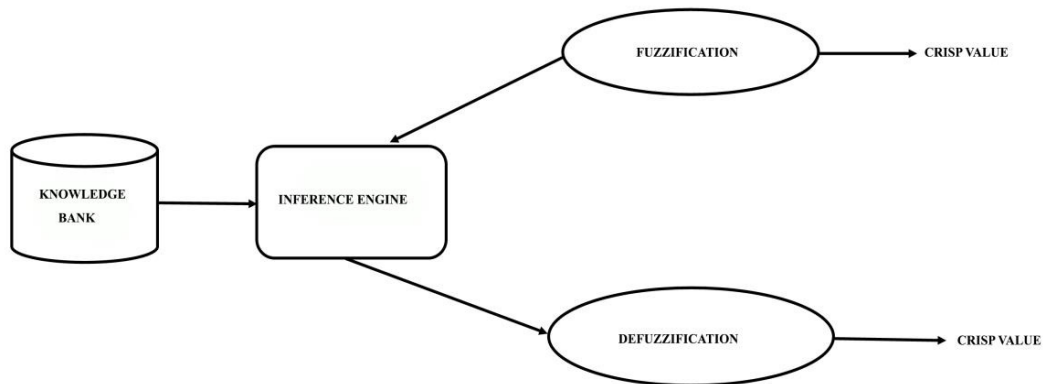 FUZZIFICATION
CRISP VALUE
KNOWLEDGE
BANK
INFERENCE ENGINE
DEFUZZIFICATION
CRISP VALUE